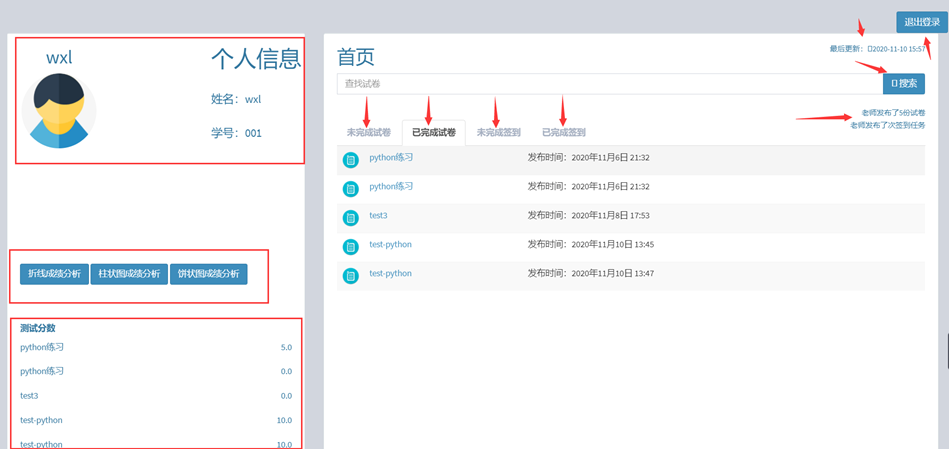 退出登录
wxl
个人信息
姓名：wxl
学号：001
折线成绩分析 柱状图成绩分析 饼状图成绩分析
测试分数
python练习 5.0
python练习 0.0
test3 0.0
test-python 10.0
test-python 10.0
首页
最后更新：2020-11-10 15:57
查找试卷
搜索
老师发布了5份试卷
老师发布了次签到任务
未完成试卷 已完成试卷 未完成签到 已完成签到
python练习 发布时间：2020年11月6日 21:32
python练习 发布时间：2020年11月6日 21:32
test3 发布时间：2020年11月8日 17:53
test-python 发布时间：2020年11月10日 13:45
test-python 发布时间：2020年11月10日 13:47